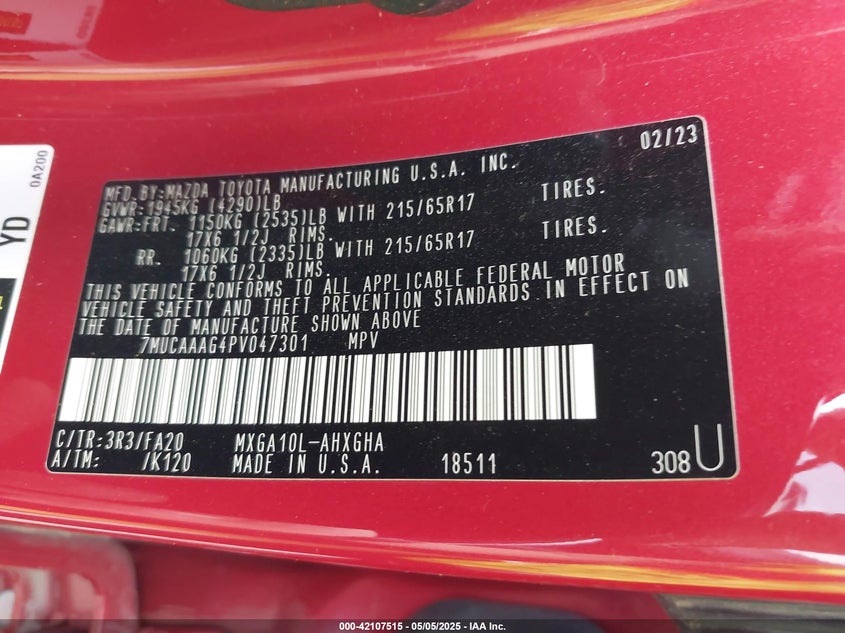 0A200
YD
02/23
MFD.BY:MAZDA TOYOTA MANUFACTURING U.S.A. INC.
GVWR:1945KG (4290)LB
GAWR:FRT. 1150KG (2535)LB WITH 215/65R17 TIRES.
17X6 1/2J RIMS.
RR. 1060KG (2335)LB WITH 215/65R17 TIRES.
17X6 1/2J RIMS.
THIS VEHICLE CONFORMS TO ALL APPLICABLE FEDERAL MOTOR
VEHICLE SAFETY AND THEFT PREVENTION STANDARDS IN EFFECT ON
THE DATE OF MANUFACTURE SHOWN ABOVE
7MUCAAAG4PV047301 MPV
C/TR:3R3/FA20 MXGA10L-AHXGHA
A/TM: /K120 MADE IN U.S.A. 18511 308U
000-42107515 - 05/05/2025 - IAA Inc.